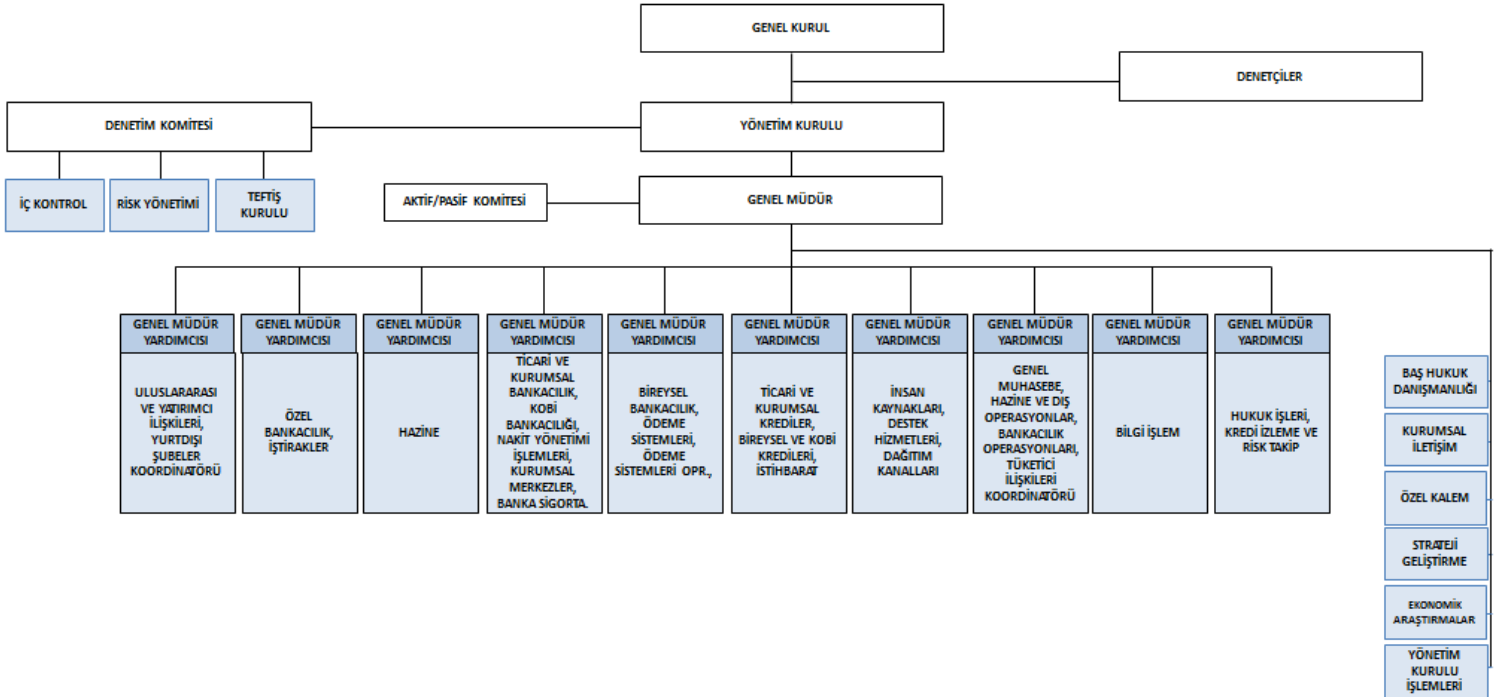 GENEL KURUL
DENETÇİLER
DENETİM KOMİTESİ
YÖNETİM KURULU
İÇ KONTROL
RİSK YÖNETİMİ
TEFTİŞ
KURULU
AKTİF/PASİF KOMİTESİ
GENEL MÜDÜR
GENEL MÜDÜR
YARDIMCISI
ULUSLARARASI
VE YATIRIMCI
İLİŞKİLERİ,
YURTDIŞI
ŞUBELER
KOORDİNATÖRÜ
GENEL MÜDÜR
YARDIMCISI
ÖZEL
BANKACILIK,
İŞTİRAKLER
GENEL MÜDÜR
YARDIMCISI
HAZİNE
GENEL MÜDÜR
YARDIMCISI
TİCARİ VE
KURUMSAL
BANKACILIK,
KOBİ
BANKACILIĞI,
NAKİT YÖNETİMİ
İŞLEMLERİ,
KURUMSAL
MERKEZLER,
BANKA SİGORTA.
GENEL MÜDÜR
YARDIMCISI
BİREYSEL
BANKACILIK,
ÖDEME
SİSTEMLERİ,
ÖDEME
SİSTEMLERİ OPR.,
GENEL MÜDÜR
YARDIMCISI
TİCARİ VE
KURUMSAL
KREDİLER,
BİREYSEL VE KOBİ
KREDİLERİ,
İSTİHBARAT
GENEL MÜDÜR
YARDIMCISI
İNSAN
KAYNAKLARI,
DESTEK
HİZMETLERİ,
DAĞITIM
KANALLARI
GENEL MÜDÜR
YARDIMCISI
GENEL
MUHASEBE,
HAZİNE VE DIŞ
OPERASYONLAR,
BANKACILIK
OPERASYONLARI,
TÜKETİCİ
İLİŞKİLERİ
KOORDİNATÖRÜ
GENEL MÜDÜR
YARDIMCISI
BİLGİ İŞLEM
GENEL MÜDÜR
YARDIMCISI
HUKUK İŞLERİ,
KREDİ İZLEME VE
RİSK TAKİP
BAŞ HUKUK
DANIŞMANLIĞI
KURUMSAL
İLETİŞİM
ÖZEL KALEM
STRATEJİ
GELİŞTİRME
EKONOMİK
ARAŞTIRMALAR
YÖNETİM
KURULU
İŞLEMLERİ